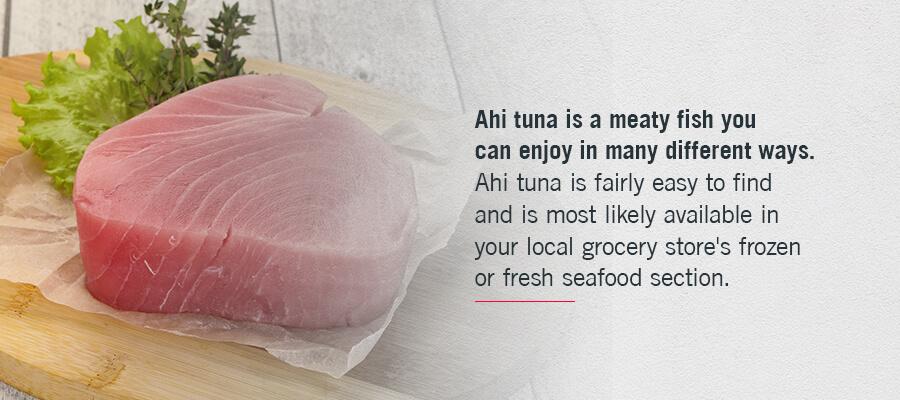 Ahi tuna is a meaty fish you
can enjoy in many different ways.
Ahi tuna is fairly easy to find
and is most likely available in
your local grocery store's frozen
or fresh seafood section.